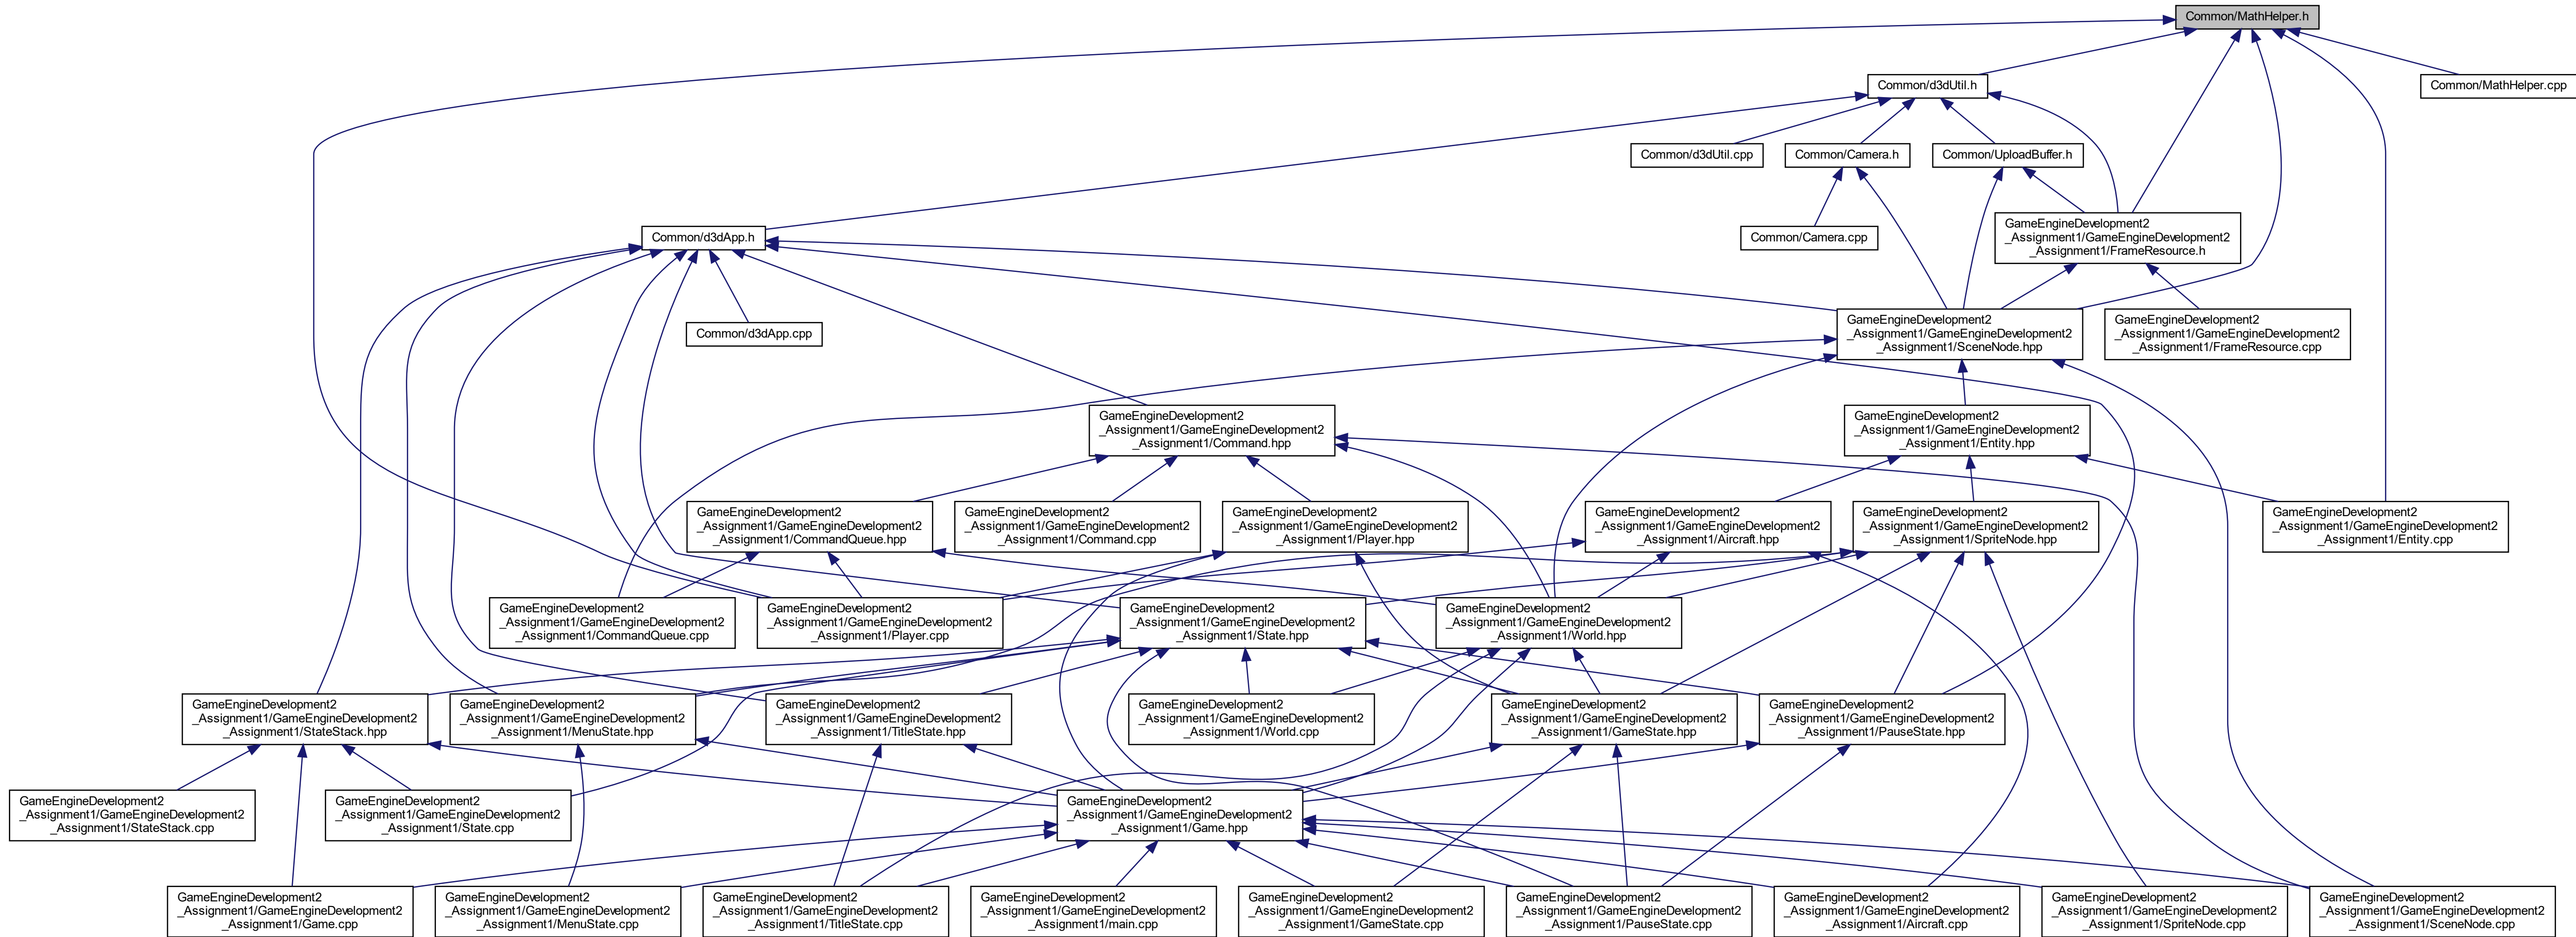 Common/MathHelper.h
Common/d3dUtil.h
Common/MathHelper.cpp
Common/d3dUtil.cpp
Common/Camera.h
Common/UploadBuffer.h
Common/d3dApp.h
Common/Camera.cpp
GameEngineDevelopment2
_Assignment1/GameEngineDevelopment2
_Assignment1/FrameResource.h
Common/d3dApp.cpp
GameEngineDevelopment2
_Assignment1/GameEngineDevelopment2
_Assignment1/SceneNode.hpp
GameEngineDevelopment2
_Assignment1/GameEngineDevelopment2
_Assignment1/FrameResource.cpp
GameEngineDevelopment2
_Assignment1/GameEngineDevelopment2
_Assignment1/Command.hpp
GameEngineDevelopment2
_Assignment1/GameEngineDevelopment2
_Assignment1/Entity.hpp
GameEngineDevelopment2
_Assignment1/GameEngineDevelopment2
_Assignment1/CommandQueue.hpp
GameEngineDevelopment2
_Assignment1/GameEngineDevelopment2
_Assignment1/Command.cpp
GameEngineDevelopment2
_Assignment1/GameEngineDevelopment2
_Assignment1/Player.hpp
GameEngineDevelopment2
_Assignment1/GameEngineDevelopment2
_Assignment1/Aircraft.hpp
GameEngineDevelopment2
_Assignment1/GameEngineDevelopment2
_Assignment1/SpriteNode.hpp
GameEngineDevelopment2
_Assignment1/GameEngineDevelopment2
_Assignment1/Entity.cpp
GameEngineDevelopment2
_Assignment1/GameEngineDevelopment2
_Assignment1/CommandQueue.cpp
GameEngineDevelopment2
_Assignment1/GameEngineDevelopment2
_Assignment1/Player.cpp
GameEngineDevelopment2
_Assignment1/GameEngineDevelopment2
_Assignment1/State.hpp
GameEngineDevelopment2
_Assignment1/GameEngineDevelopment2
_Assignment1/World.hpp
GameEngineDevelopment2
_Assignment1/GameEngineDevelopment2
_Assignment1/StateStack.hpp
GameEngineDevelopment2
_Assignment1/GameEngineDevelopment2
_Assignment1/MenuState.hpp
GameEngineDevelopment2
_Assignment1/GameEngineDevelopment2
_Assignment1/TitleState.hpp
GameEngineDevelopment2
_Assignment1/GameEngineDevelopment2
_Assignment1/World.cpp
GameEngineDevelopment2
_Assignment1/GameEngineDevelopment2
_Assignment1/GameState.hpp
GameEngineDevelopment2
_Assignment1/GameEngineDevelopment2
_Assignment1/PauseState.hpp
GameEngineDevelopment2
_Assignment1/GameEngineDevelopment2
_Assignment1/StateStack.cpp
GameEngineDevelopment2
_Assignment1/GameEngineDevelopment2
_Assignment1/State.cpp
GameEngineDevelopment2
_Assignment1/GameEngineDevelopment2
_Assignment1/Game.hpp
GameEngineDevelopment2
_Assignment1/GameEngineDevelopment2
_Assignment1/Game.cpp
GameEngineDevelopment2
_Assignment1/GameEngineDevelopment2
_Assignment1/MenuState.cpp
GameEngineDevelopment2
_Assignment1/GameEngineDevelopment2
_Assignment1/TitleState.cpp
GameEngineDevelopment2
_Assignment1/GameEngineDevelopment2
_Assignment1/main.cpp
GameEngineDevelopment2
_Assignment1/GameEngineDevelopment2
_Assignment1/GameState.cpp
GameEngineDevelopment2
_Assignment1/GameEngineDevelopment2
_Assignment1/PauseState.cpp
GameEngineDevelopment2
_Assignment1/GameEngineDevelopment2
_Assignment1/Aircraft.cpp
GameEngineDevelopment2
_Assignment1/GameEngineDevelopment2
_Assignment1/SpriteNode.cpp
GameEngineDevelopment2
_Assignment1/GameEngineDevelopment2
_Assignment1/SceneNode.cpp